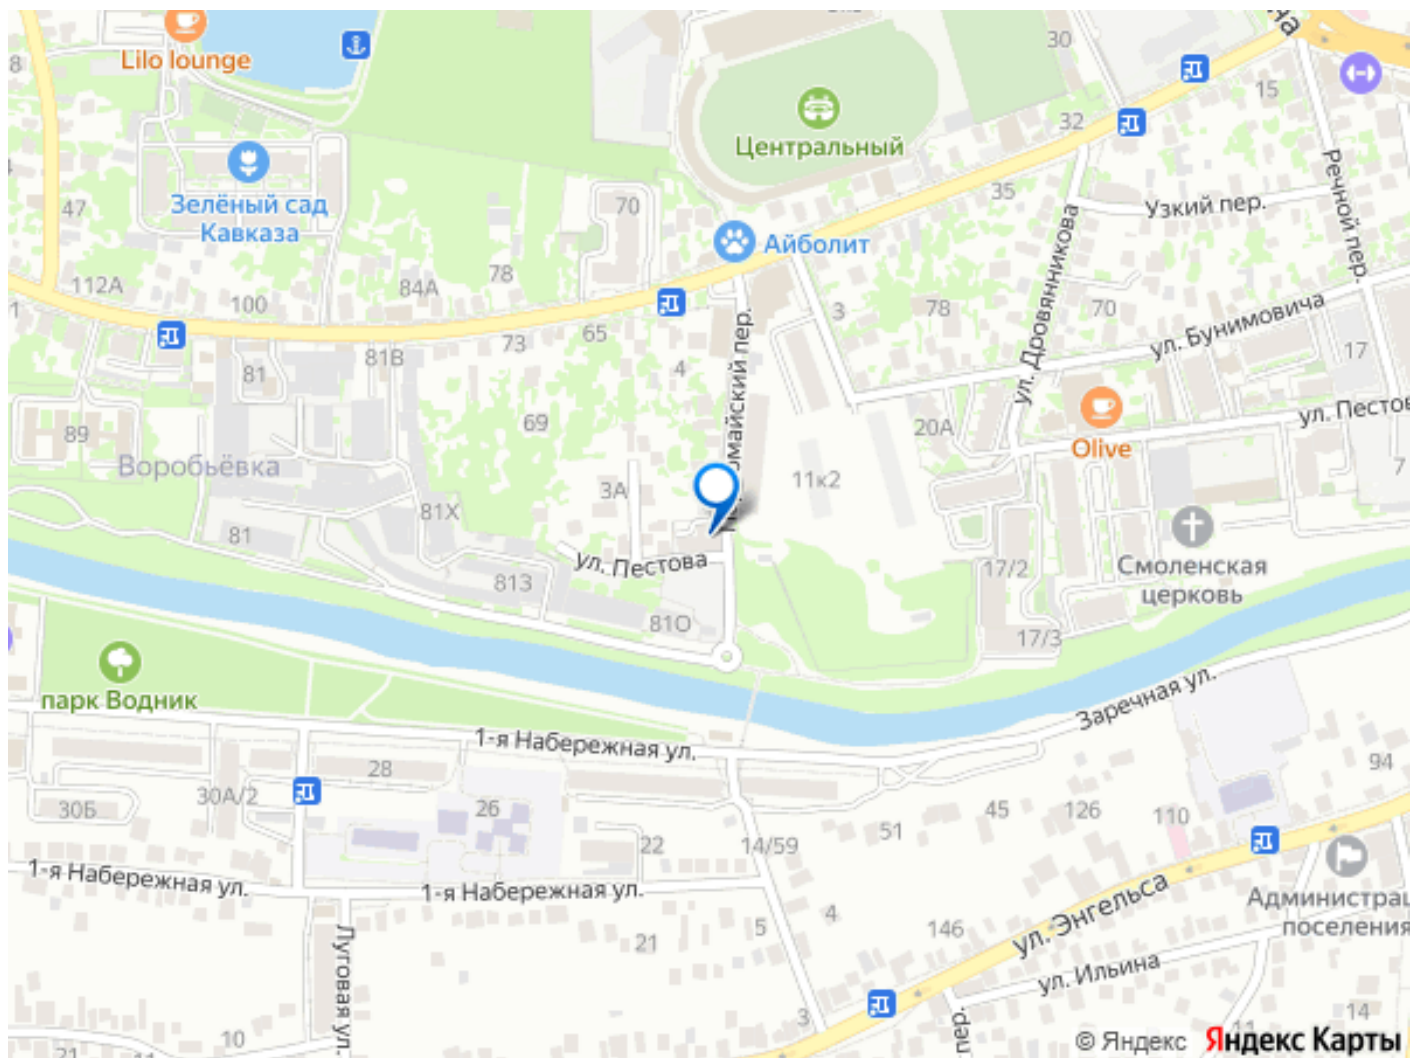 Lilo lounge
30
на
15
Центральный
32
Речной пер.
Зелёный сад
Кавказа
47
70
35
Узкий пер.
Айболит
112А
100
84А
78
65
73
3
78
ул. Дровянникова
70
ул. Бунимовича
81
81В
4
17
89
69
20А
ул. Пестов
Olive
Воробьёвка
3А
11к2
7
81
81Х
ул. Пестова
813
81О
17/2
17/3
Смоленская
церковь
парк Водник
1-я Набережная ул.
Заречная ул.
28
30А/2
30Б
26
22
14/59
51
45
126
110
94
1-я Набережная ул.
1-я Набережная ул.
ул. Энгельса
Администрац
поселения
4
5
21
146
Луговая ул.
10
21
3
ул. Ильина
пер.
11
14
© Яндекс Яндекс Карты